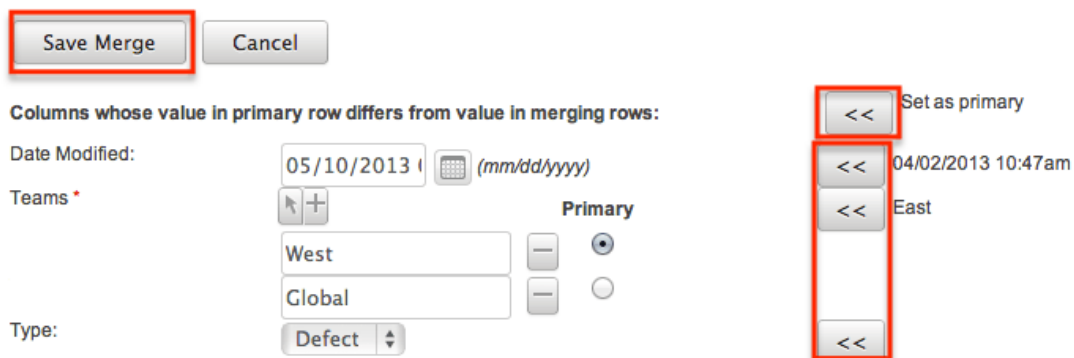 Save Merge Cancel
Columns whose value in primary row differs from value in merging rows: << Set as primary
Date Modified: 05/10/2013 (mm/dd/yyyy) << 04/02/2013 10:47am
Teams * Primary << East
West
Global
Type: Defect <<